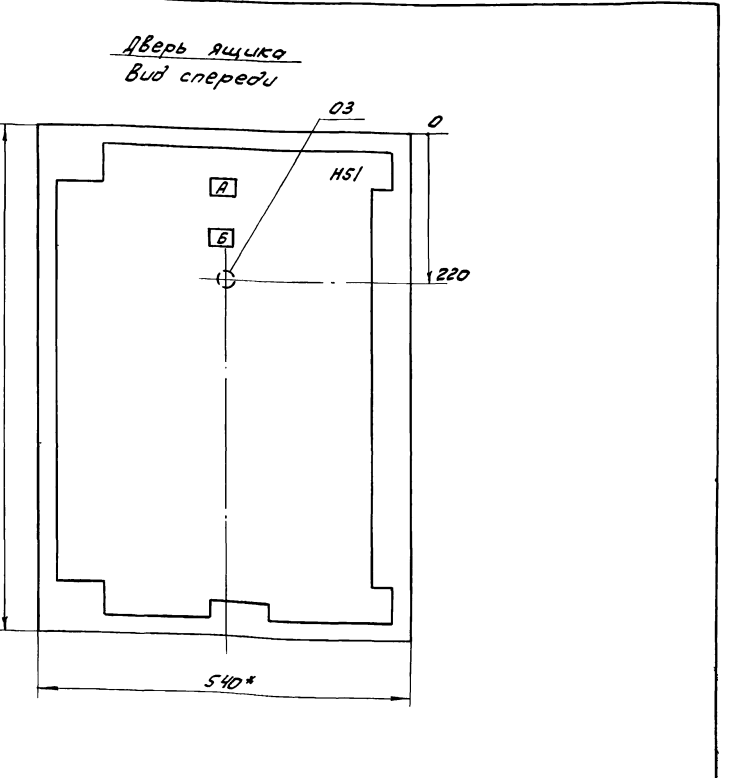 Дверь ящика
Вид спереди
03
0
HS1
А
Б
220
540*